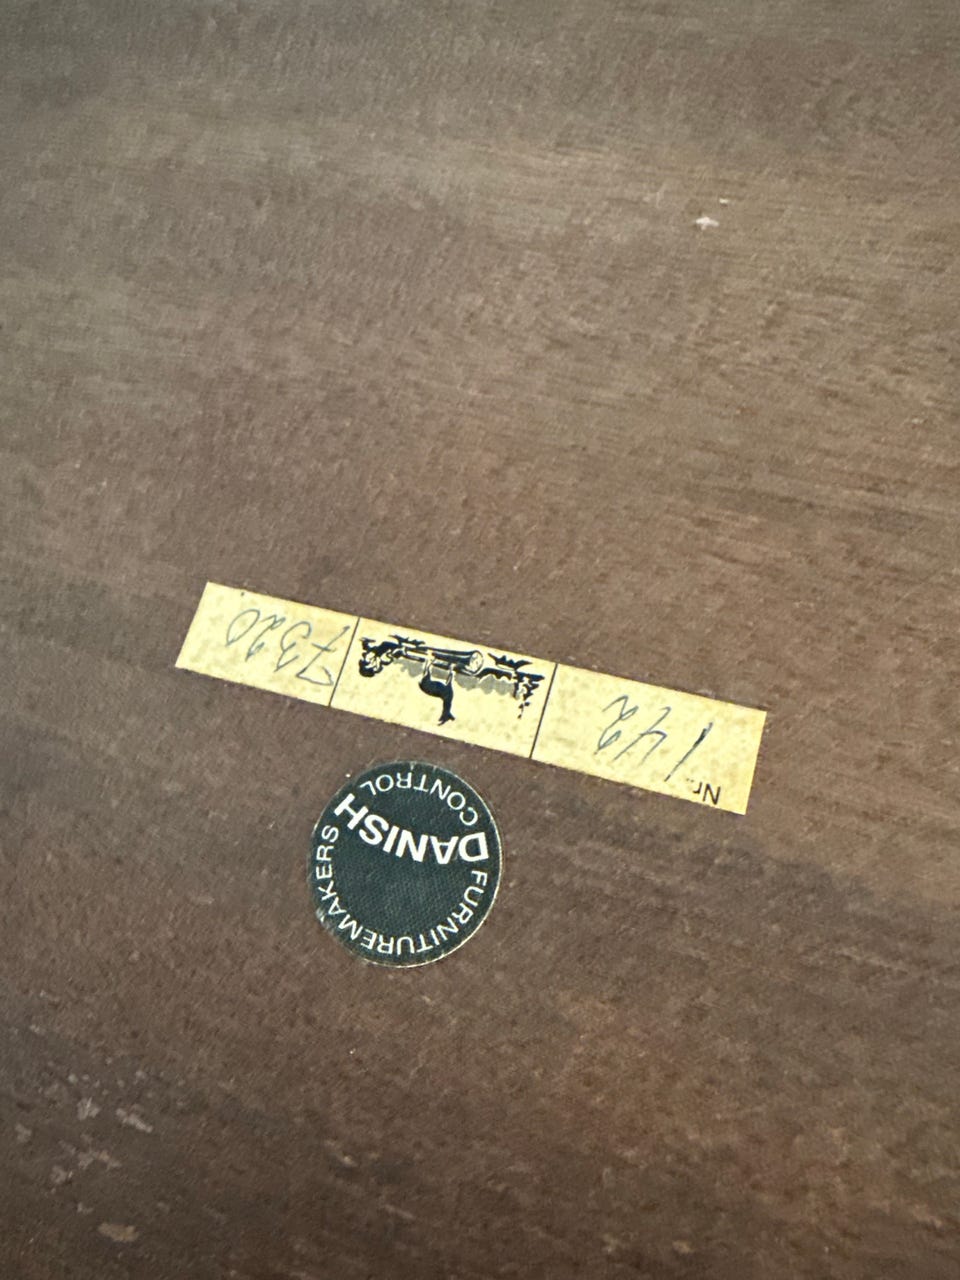 Nr. 142 7320
DANISH
CONTROL
FURNITUREMAKERS